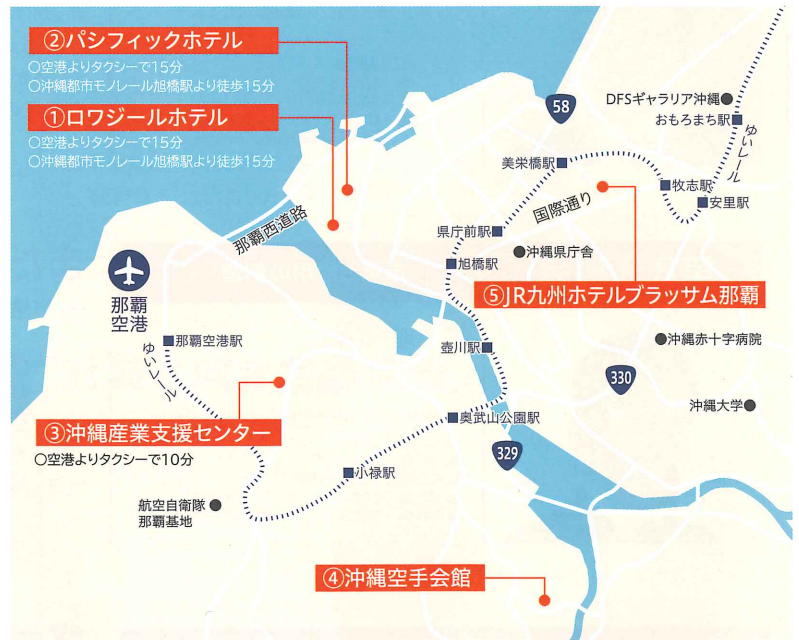 ②パシフィックホテル
○空港よりタクシーで15分
○沖縄都市モノレール旭橋駅より徒歩15分
①ロワジールホテル
○空港よりタクシーで15分
○沖縄都市モノレール旭橋駅より徒歩15分
58
DFSギャラリア沖縄
おもろまち駅
ゆいレール
美栄橋駅
牧志駅
安里駅
国際通り
那覇西道路
県庁前駅
沖縄県庁舎
旭橋駅
⑤JR九州ホテルブラッサム那覇
那覇
空港
那覇空港駅
ゆいレール
壺川駅
沖縄赤十字病院
330
沖縄大学
奥武山公園駅
③沖縄産業支援センター
○空港よりタクシーで10分
329
小禄駅
航空自衛隊
那覇基地
④沖縄空手会館